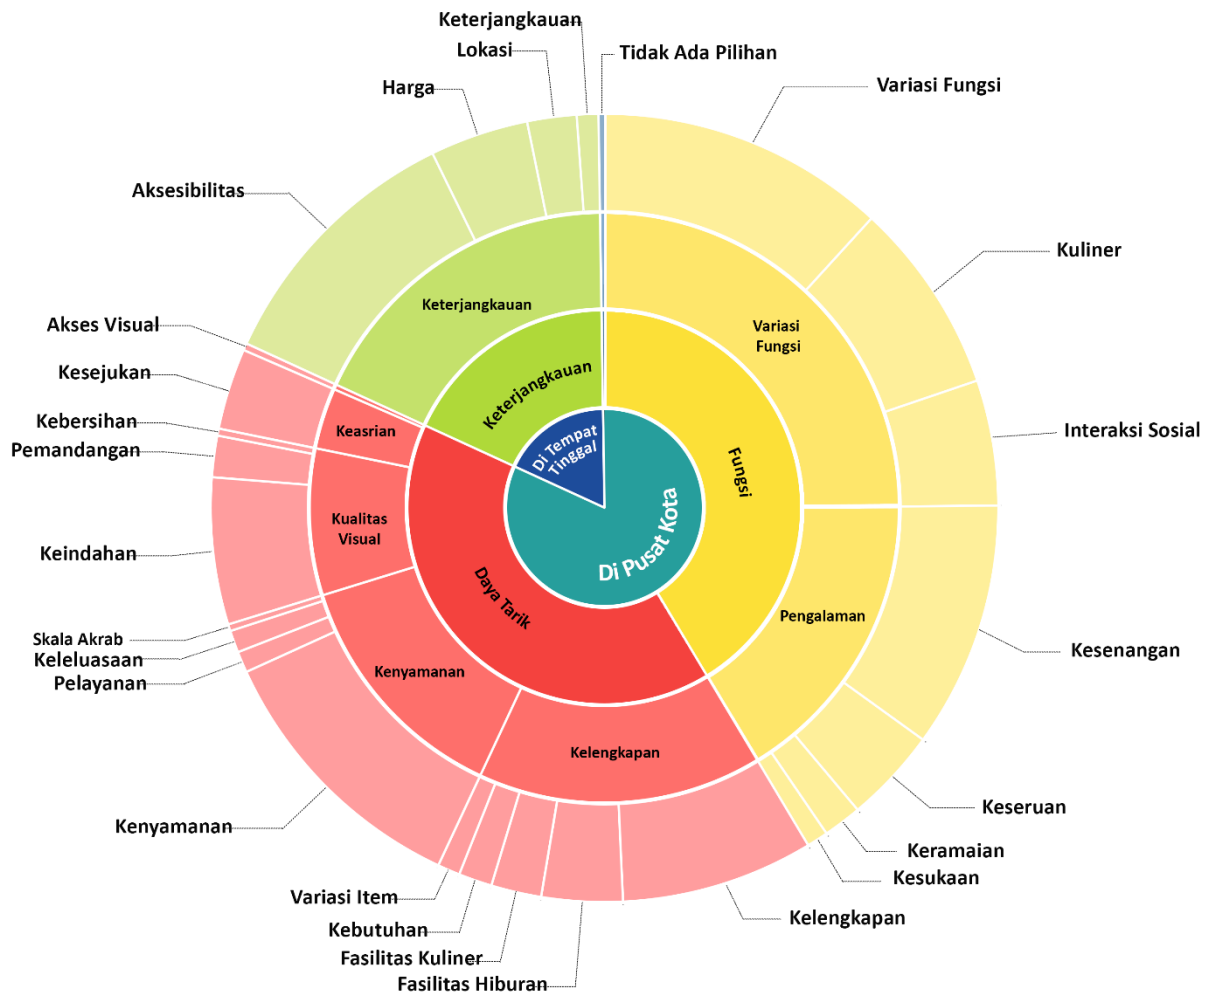 Keterjangkauan
Lokasi
Tidak Ada Pilihan
Harga
Variasi Fungsi
Aksesibilitas
Kuliner
Akses Visual
Kesejukan
Kebersihan
Pemandangan
Interaksi Sosial
Keindahan
Skala Akrab
Keleluasaan
Pelayanan
Kesenangan
Kenyamanan
Keseruan
Keramaian
Kesukaan
Variasi Item
Kelengkapan
Kebutuhan
Fasilitas Kuliner
Fasilitas Hiburan
Keterjangkauan
Variasi
Fungsi
Keasrian
Kualitas
Visual
Pengalaman
Kenyamanan
Kelengkapan
Keterjangkauan
Fungsi
Daya Tarik
Di Tempat
Tinggal
Di Pusat Kota